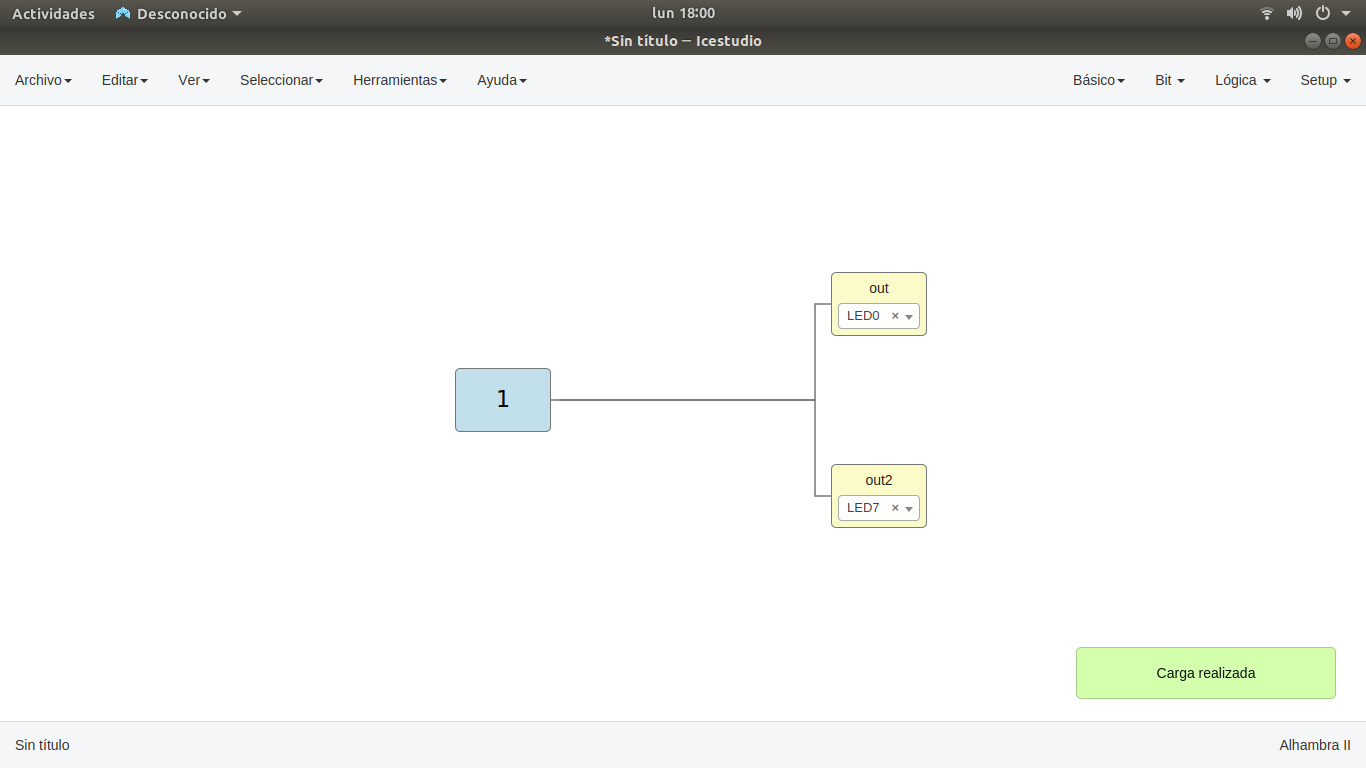 Actividades Desconocido lun 18:00
*Sin título — Icestudio
Archivo Editar Ver Seleccionar Herramientas Ayuda Básico Bit Lógica Setup
out
LED0 ×
1
out2
LED7 ×
Carga realizada
Sin título Alhambra II